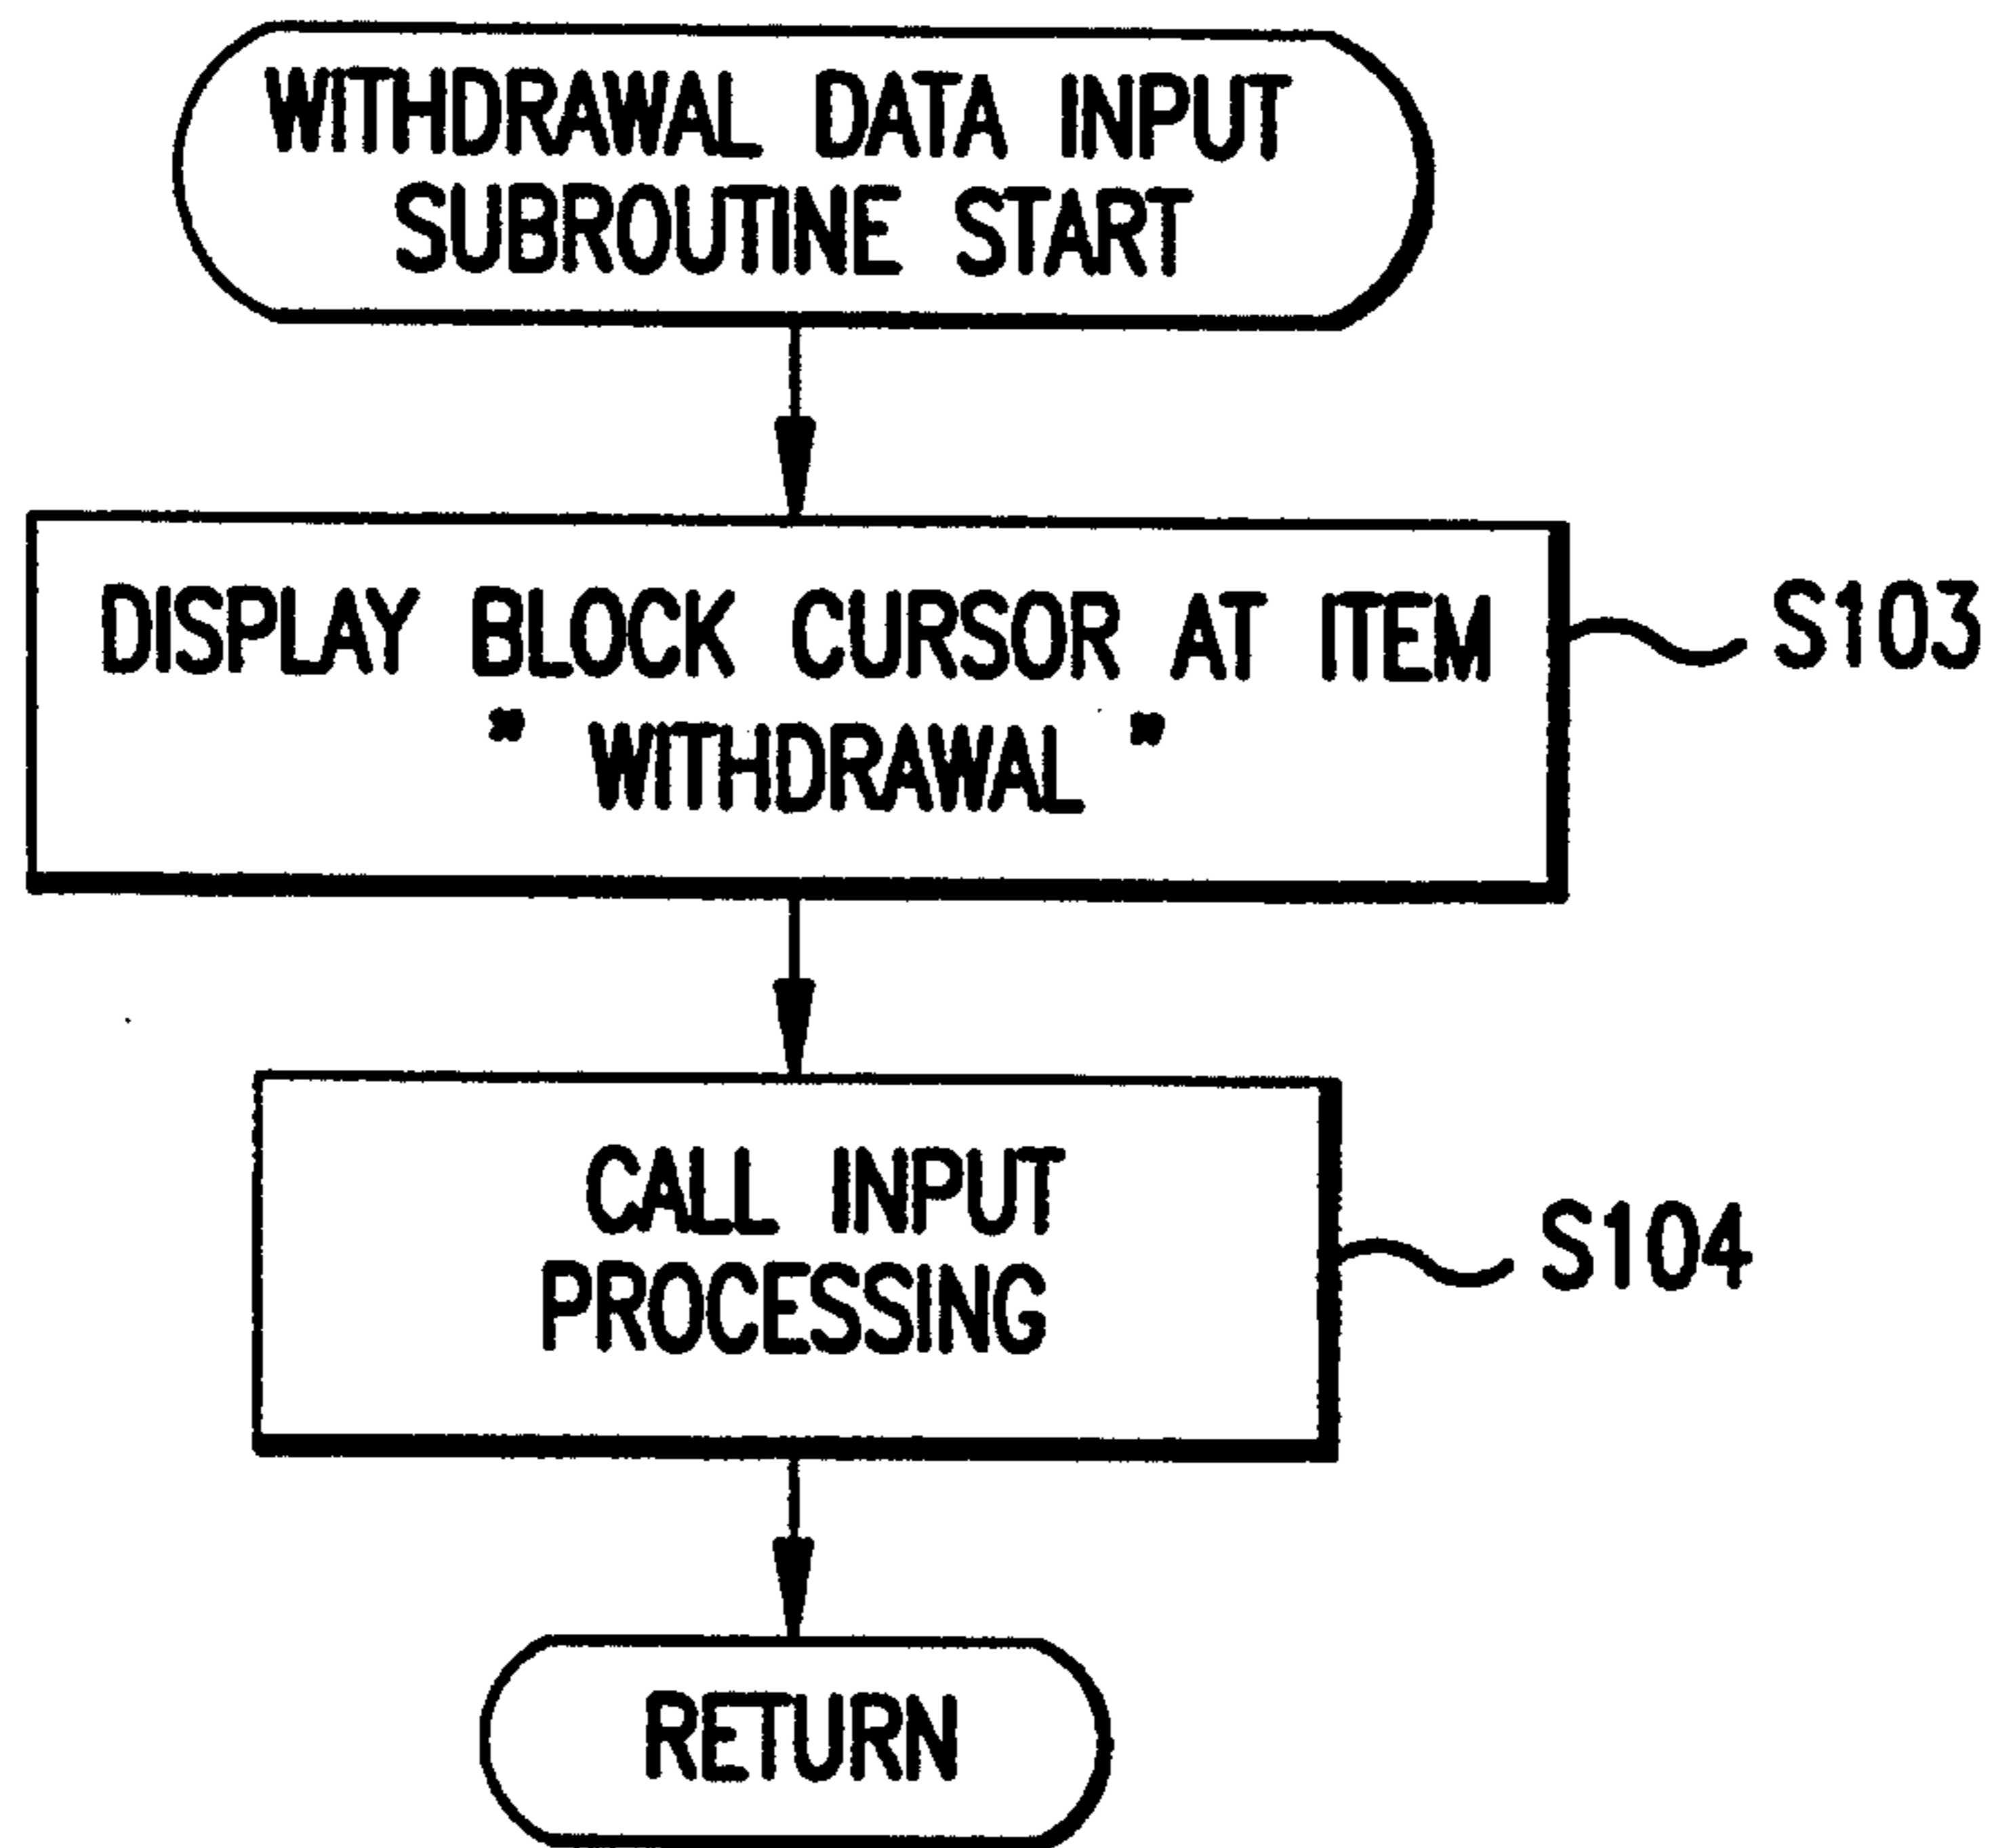 WITHDRAWAL DATA INPUT
SUBROUTINE START
DISPLAY BLOCK CURSOR AT ITEM
" WITHDRAWAL "
S103
CALL INPUT
PROCESSING
S104
RETURN